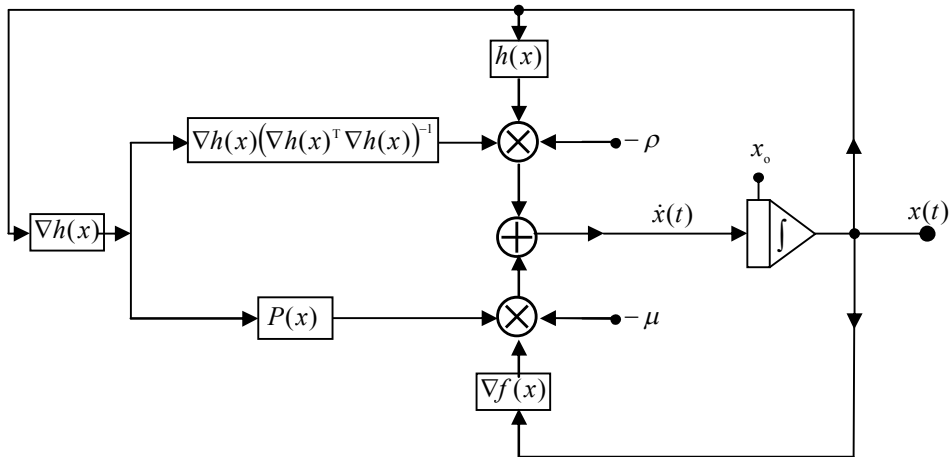 h(x)
∇h(x)(∇h(x)ᵀ ∇h(x))⁻¹
− ρ
xₒ
∇h(x)
ẋ(t)
∫
x(t)
P(x)
− μ
∇f(x)